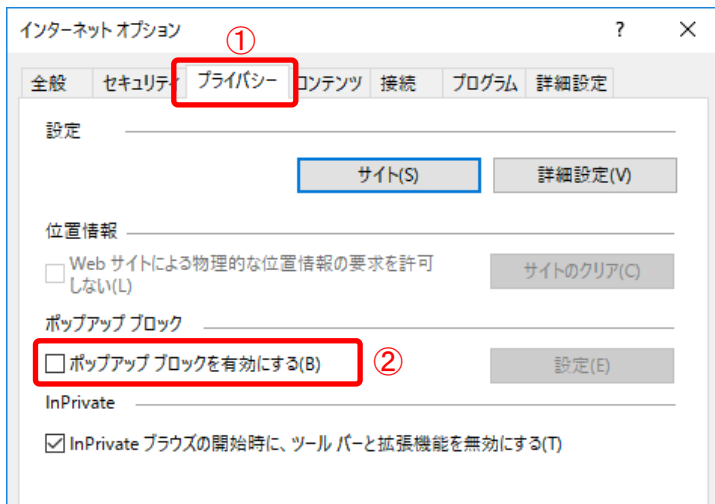 インターネット オプション ? ×
①
全般 セキュリティ プライバシー コンテンツ 接続 プログラム 詳細設定
設定
サイト(S) 詳細設定(V)
位置情報
Web サイトによる物理的な位置情報の要求を許可
しない(L)
サイトのクリア(C)
ポップアップ ブロック
ポップアップ ブロックを有効にする(B) ② 設定(E)
InPrivate
InPrivate ブラウズの開始時に、ツール バーと拡張機能を無効にする(T)